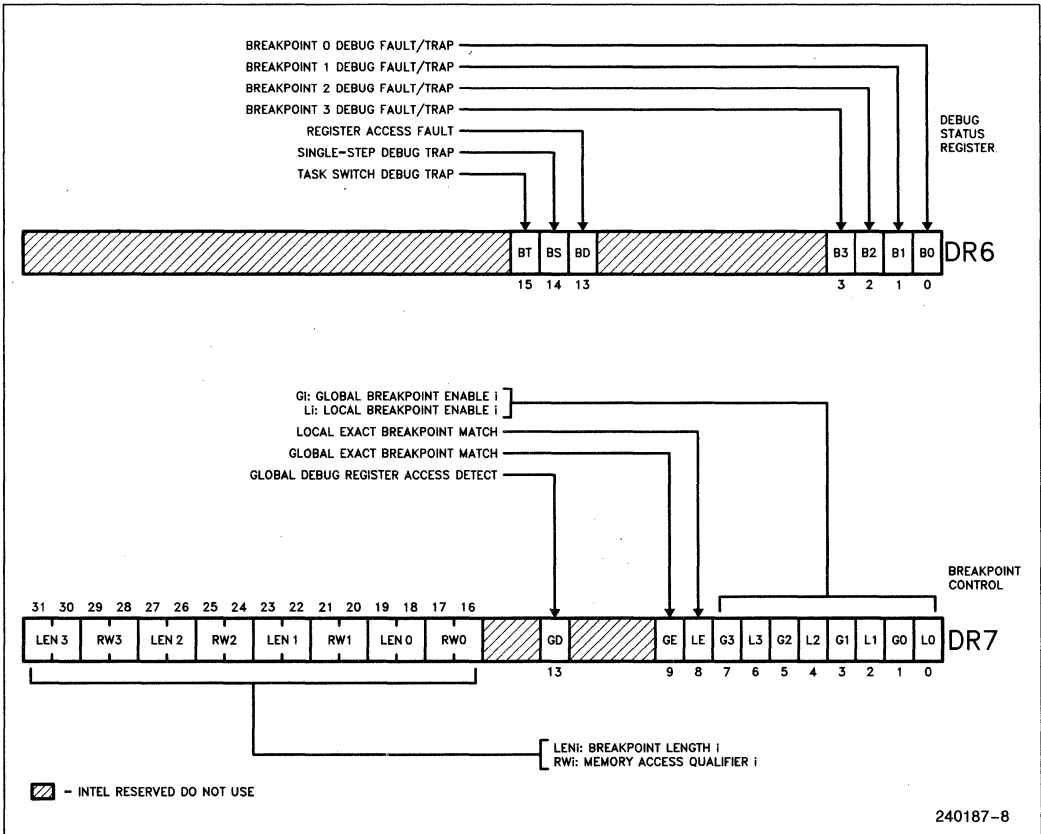 BREAKPOINT 0 DEBUG FAULT/TRAP
BREAKPOINT 1 DEBUG FAULT/TRAP
BREAKPOINT 2 DEBUG FAULT/TRAP
BREAKPOINT 3 DEBUG FAULT/TRAP
REGISTER ACCESS FAULT
SINGLE-STEP DEBUG TRAP
TASK SWITCH DEBUG TRAP
DEBUG
STATUS
REGISTER
BT BS BD B3 B2 B1 B0 DR6
15 14 13 3 2 1 0
Gi: GLOBAL BREAKPOINT ENABLE i
Li: LOCAL BREAKPOINT ENABLE i
LOCAL EXACT BREAKPOINT MATCH
GLOBAL EXACT BREAKPOINT MATCH
GLOBAL DEBUG REGISTER ACCESS DETECT
BREAKPOINT
CONTROL
31 30 29 28 27 26 25 24 23 22 21 20 19 18 17 16
LEN 3 RW3 LEN 2 RW2 LEN 1 RW1 LEN 0 RW0 GD GE LE G3 L3 G2 L2 G1 L1 G0 L0 DR7
13 9 8 7 6 5 4 3 2 1 0
LENi: BREAKPOINT LENGTH i
RWi: MEMORY ACCESS QUALIFIER i
- INTEL RESERVED DO NOT USE
240187-8